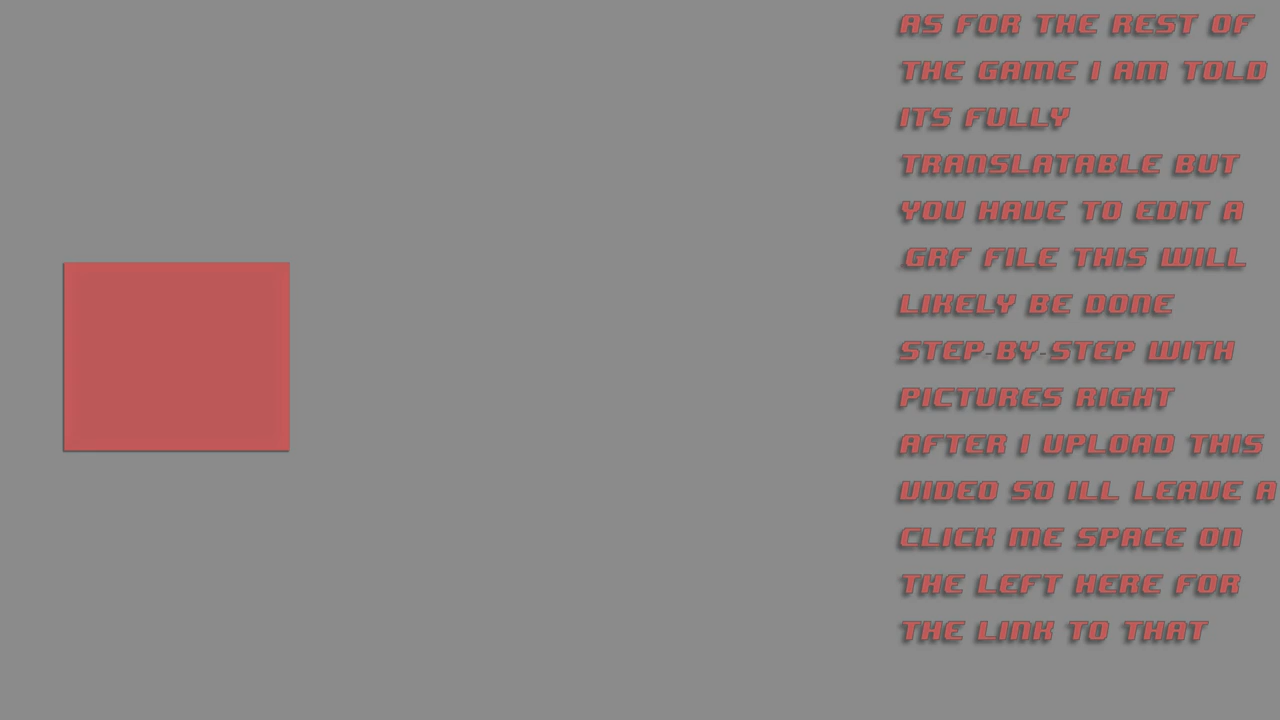 AS FOR THE REST OF
THE GAME I AM TOLD
ITS FULLY
TRANSLATABLE BUT
YOU HAVE TO EDIT A
GRF FILE THIS WILL
LIKELY BE DONE
STEP-BY-STEP WITH
PICTURES RIGHT
AFTER I UPLOAD THIS
VIDEO SO ILL LEAVE A
CLICK ME SPACE ON
THE LEFT HERE FOR
THE LINK TO THAT